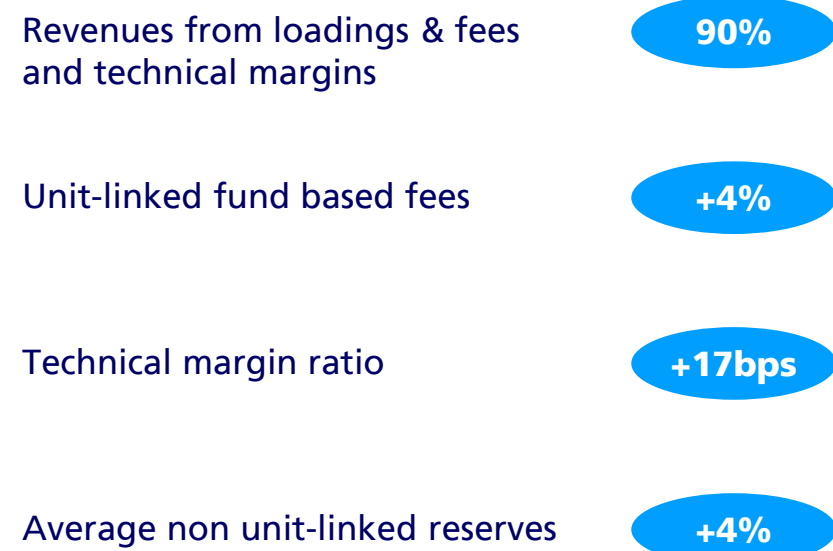 Revenues from loadings & fees 90%
and technical margins
Unit-linked fund based fees +4%
Technical margin ratio +17bps
Average non unit-linked reserves +4%